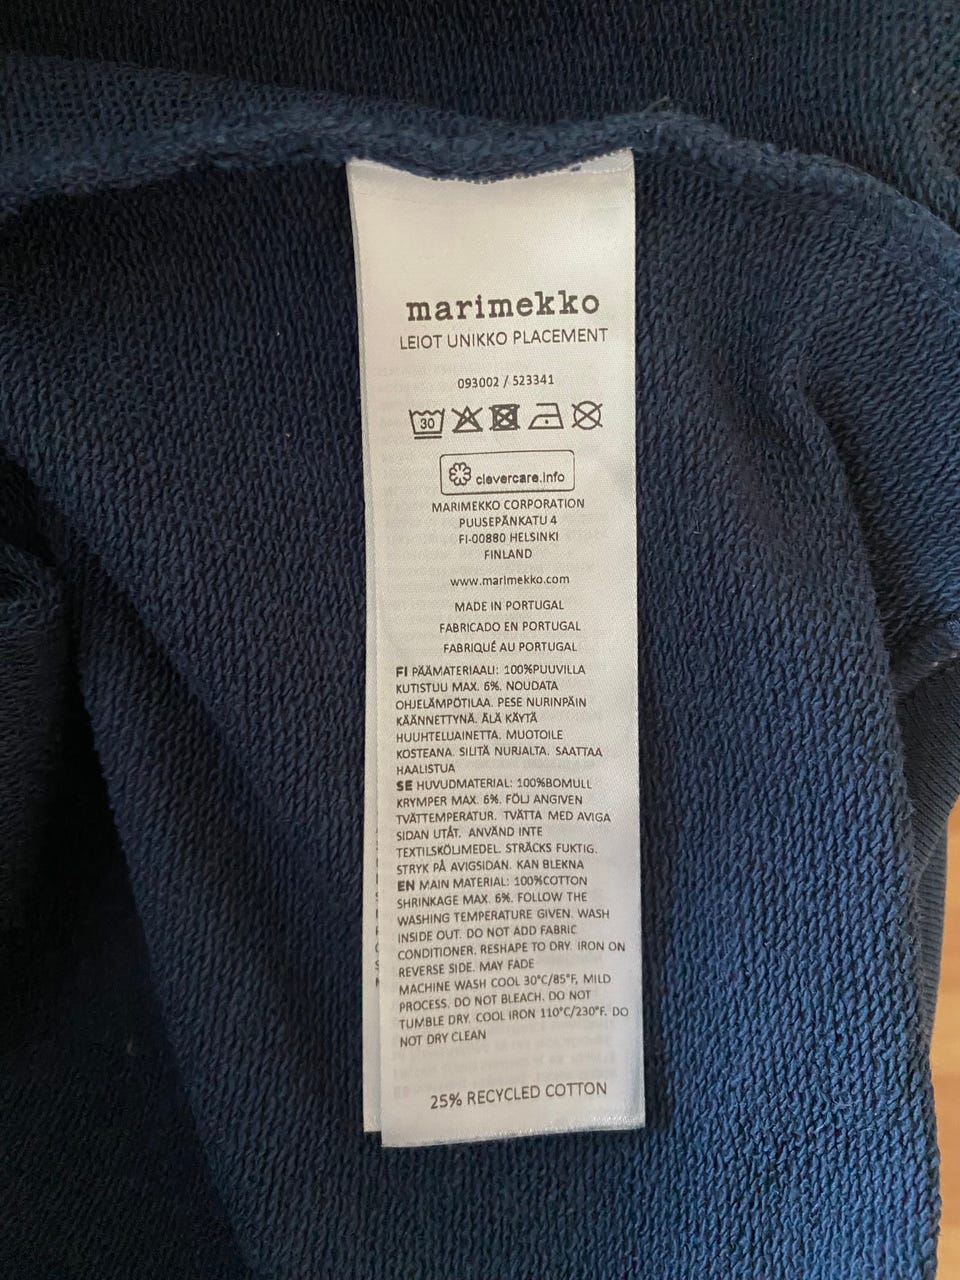 marimekko
LEIOT UNIKKO PLACEMENT
093002 / 523341
30
clevercare.info
MARIMEKKO CORPORATION
PUUSEPÄNKATU 4
FI-00880 HELSINKI
FINLAND
www.marimekko.com
MADE IN PORTUGAL
FABRICADO EN PORTUGAL
FABRIQUÉ AU PORTUGAL
FI PÄÄMATERIAALI: 100%PUUVILLA
KUTISTUU MAX. 6%. NOUDATA
OHJELÄMPÖTILAA. PESE NURINPÄIN
KÄÄNNETTYNÄ. ÄLÄ KÄYTÄ
HUUHTELUAINETTA. MUOTOILE
KOSTEANA. SILITÄ NURJALTA. SAATTAA
HAALISTUA
SE HUVUDMATERIAL: 100%BOMULL
KRYMPER MAX. 6%. FÖLJ ANGIVEN
TVÄTTEMPERATUR. TVÄTTA MED AVIGA
SIDAN UTÅT. ANVÄND INTE
TEXTILSKÖLJMEDEL. STRÄCKS FUKTIG.
STRYK PÅ AVIGSIDAN. KAN BLEKNA
EN MAIN MATERIAL: 100%COTTON
SHRINKAGE MAX. 6%. FOLLOW THE
WASHING TEMPERATURE GIVEN. WASH
INSIDE OUT. DO NOT ADD FABRIC
CONDITIONER. RESHAPE TO DRY. IRON ON
REVERSE SIDE. MAY FADE
MACHINE WASH COOL 30°C/85°F, MILD
PROCESS. DO NOT BLEACH. DO NOT
TUMBLE DRY. COOL IRON 110°C/230°F. DO
NOT DRY CLEAN
25% RECYCLED COTTON